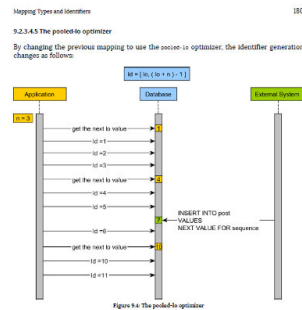 Mapping Types and Identifiers 180
9.2.3.4.5 The pooled-lo optimizer
By changing the previous mapping to use the pooled-lo optimizer, the identifier generation
changes as follows:
Id = [ lo, ( lo + n ) - 1 ]
Application Database External System
n = 3
get the next lo value 1
Id =1
Id =2
Id =3
get the next lo value 4
Id =4
Id =5
7 INSERT INTO post
VALUES
NEXT VALUE FOR sequence
Id =6
get the next lo value 10
Id =10
Id =11
Figure 9.4: The pooled-lo optimizer